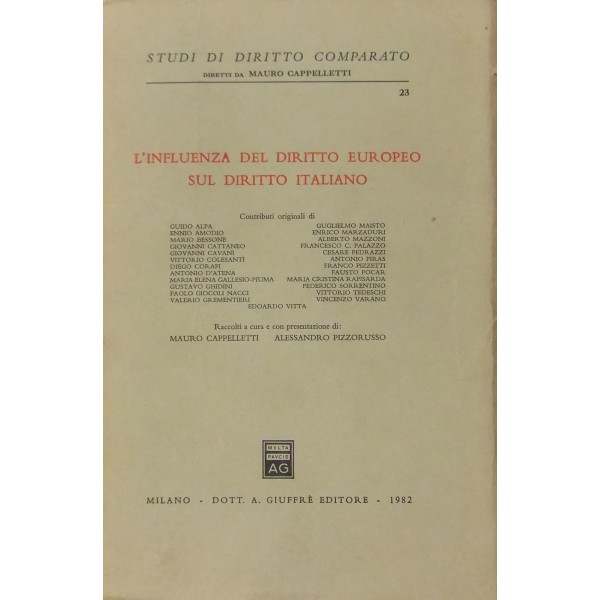 STUDI DI DIRITTO COMPARATO
DIRETTI DA MAURO CAPPELLETTI
23
L'INFLUENZA DEL DIRITTO EUROPEO
SUL DIRITTO ITALIANO
Contributi originali di
GUIDO ALPA
ENNIO AMODIO
MARIO BESSONE
GIOVANNI CATTANEO
GIOVANNI CAVANI
VITTORIO COLESANTI
DIEGO CORAPI
ANTONIO D'ATENA
MARIA ELENA GALLESIO-PIUMA
GUSTAVO GHIDINI
PAOLO GIOCOLI NACCI
VALERIO GREMENTIERI
GUGLIELMO MAISTO
ENRICO MARZADURI
ALBERTO MAZZONI
FRANCESCO C. PALAZZO
CESARE PEDRAZZI
ANTONIO PIRAS
FRANCO PIZZETTI
FAUSTO POCAR
MARIA CRISTINA RAPISARDA
FEDERICO SORRENTINO
VITTORIO TEDESCHI
VINCENZO VARANO
EDOARDO VITTA
Raccolti a cura e con presentazione di:
MAURO CAPPELLETTI ALESSANDRO PIZZORUSSO
MVLTA
PAVCIS
AG
MILANO - DOTT. A. GIUFFRÈ EDITORE - 1982